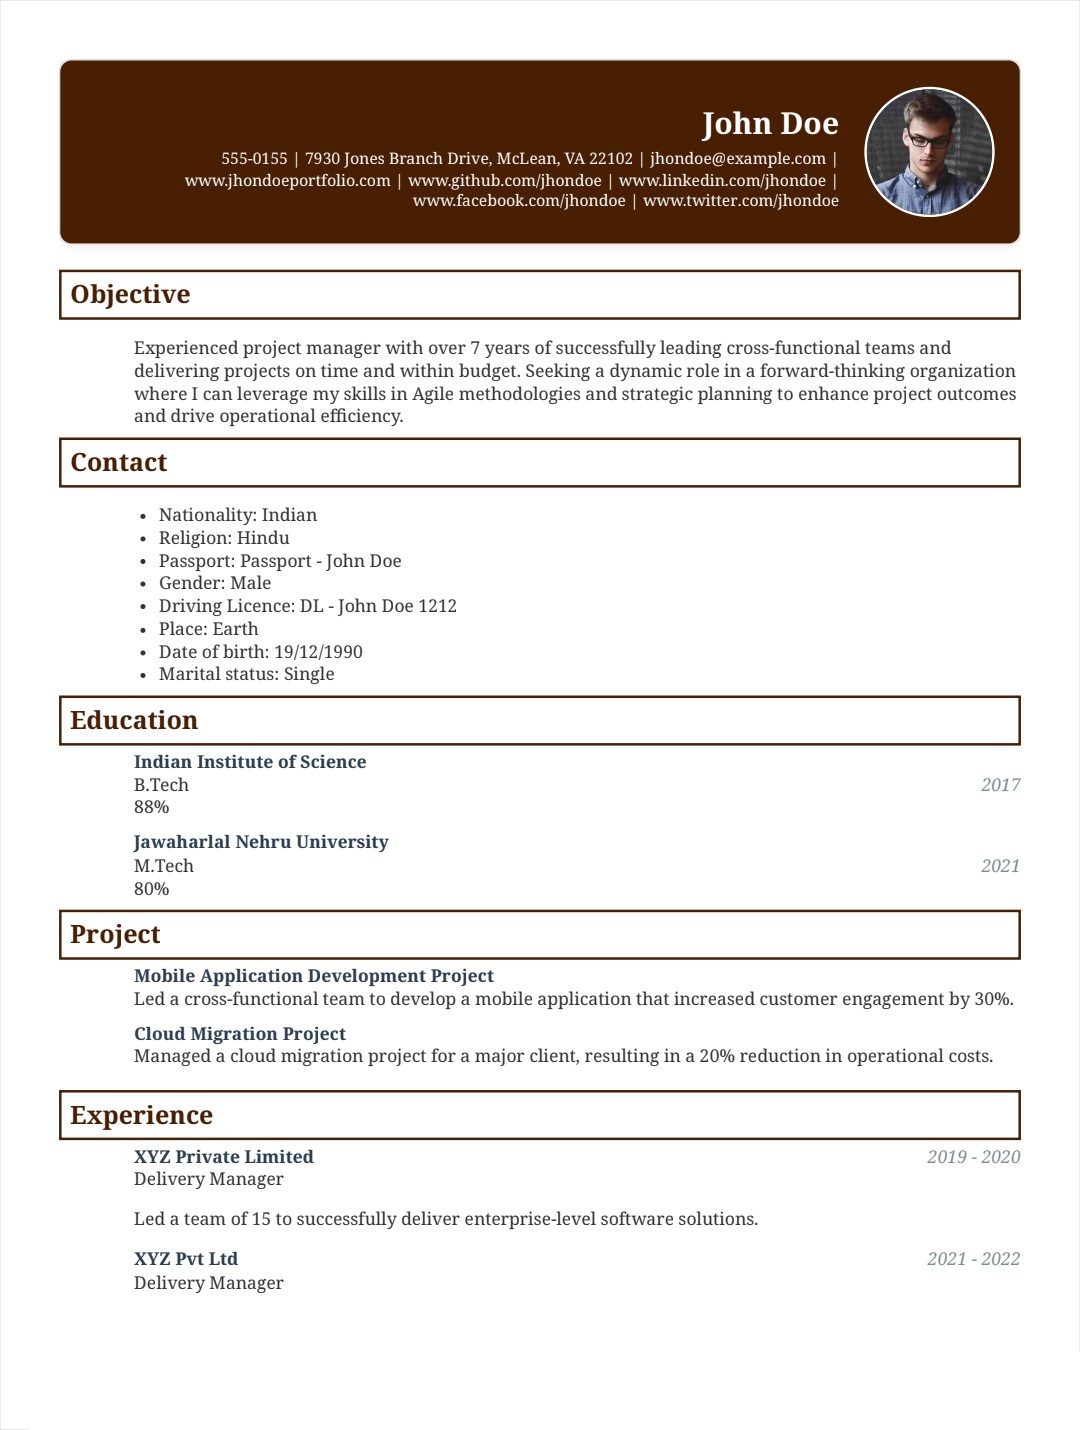 John Doe
555-0155 | 7930 Jones Branch Drive, McLean, VA 22102 | jhondoe@example.com |
www.jhondoeportfolio.com | www.github.com/jhondoe | www.linkedin.com/jhondoe |
www.facebook.com/jhondoe | www.twitter.com/jhondoe
Objective
Experienced project manager with over 7 years of successfully leading cross-functional teams and
delivering projects on time and within budget. Seeking a dynamic role in a forward-thinking organization
where I can leverage my skills in Agile methodologies and strategic planning to enhance project outcomes
and drive operational efficiency.
Contact
• Nationality: Indian
• Religion: Hindu
• Passport: Passport - John Doe
• Gender: Male
• Driving Licence: DL - John Doe 1212
• Place: Earth
• Date of birth: 19/12/1990
• Marital status: Single
Education
Indian Institute of Science
B.Tech 2017
88%
Jawaharlal Nehru University
M.Tech 2021
80%
Project
Mobile Application Development Project
Led a cross-functional team to develop a mobile application that increased customer engagement by 30%.
Cloud Migration Project
Managed a cloud migration project for a major client, resulting in a 20% reduction in operational costs.
Experience
XYZ Private Limited 2019 - 2020
Delivery Manager
Led a team of 15 to successfully deliver enterprise-level software solutions.
XYZ Pvt Ltd 2021 - 2022
Delivery Manager